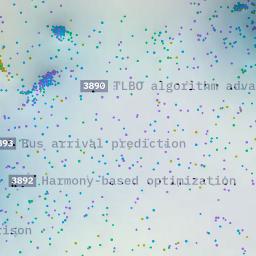 3890 TLBO algorithm adva
893 Bus arrival prediction
3892 Harmony-based optimization
rison